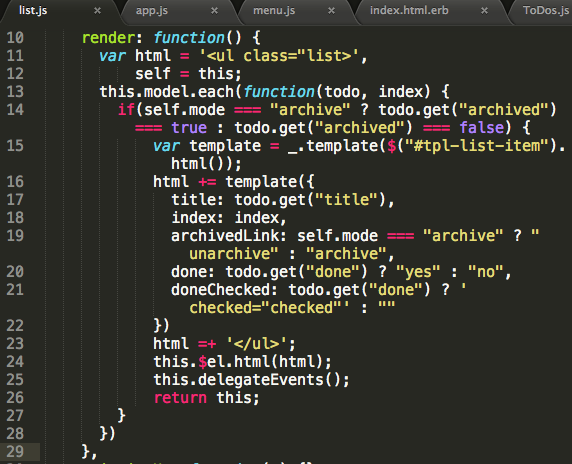 list.js × app.js × menu.js × index.html.erb × ToDos.js
10 render: function() {
11 var html = '<ul class="list>',
12 self = this;
13 this.model.each(function(todo, index) {
14 if(self.mode === "archive" ? todo.get("archived")
=== true : todo.get("archived") === false) {
15 var template = _.template($("#tpl-list-item").
html());
16 html += template({
17 title: todo.get("title"),
18 index: index,
19 archivedLink: self.mode === "archive" ? "
unarchive" : "archive",
20 done: todo.get("done") ? "yes" : "no",
21 doneChecked: todo.get("done") ? '
checked="checked"' : ""
22 })
23 html =+ '</ul>';
24 this.$el.html(html);
25 this.delegateEvents();
26 return this;
27 }
28 })
29 },